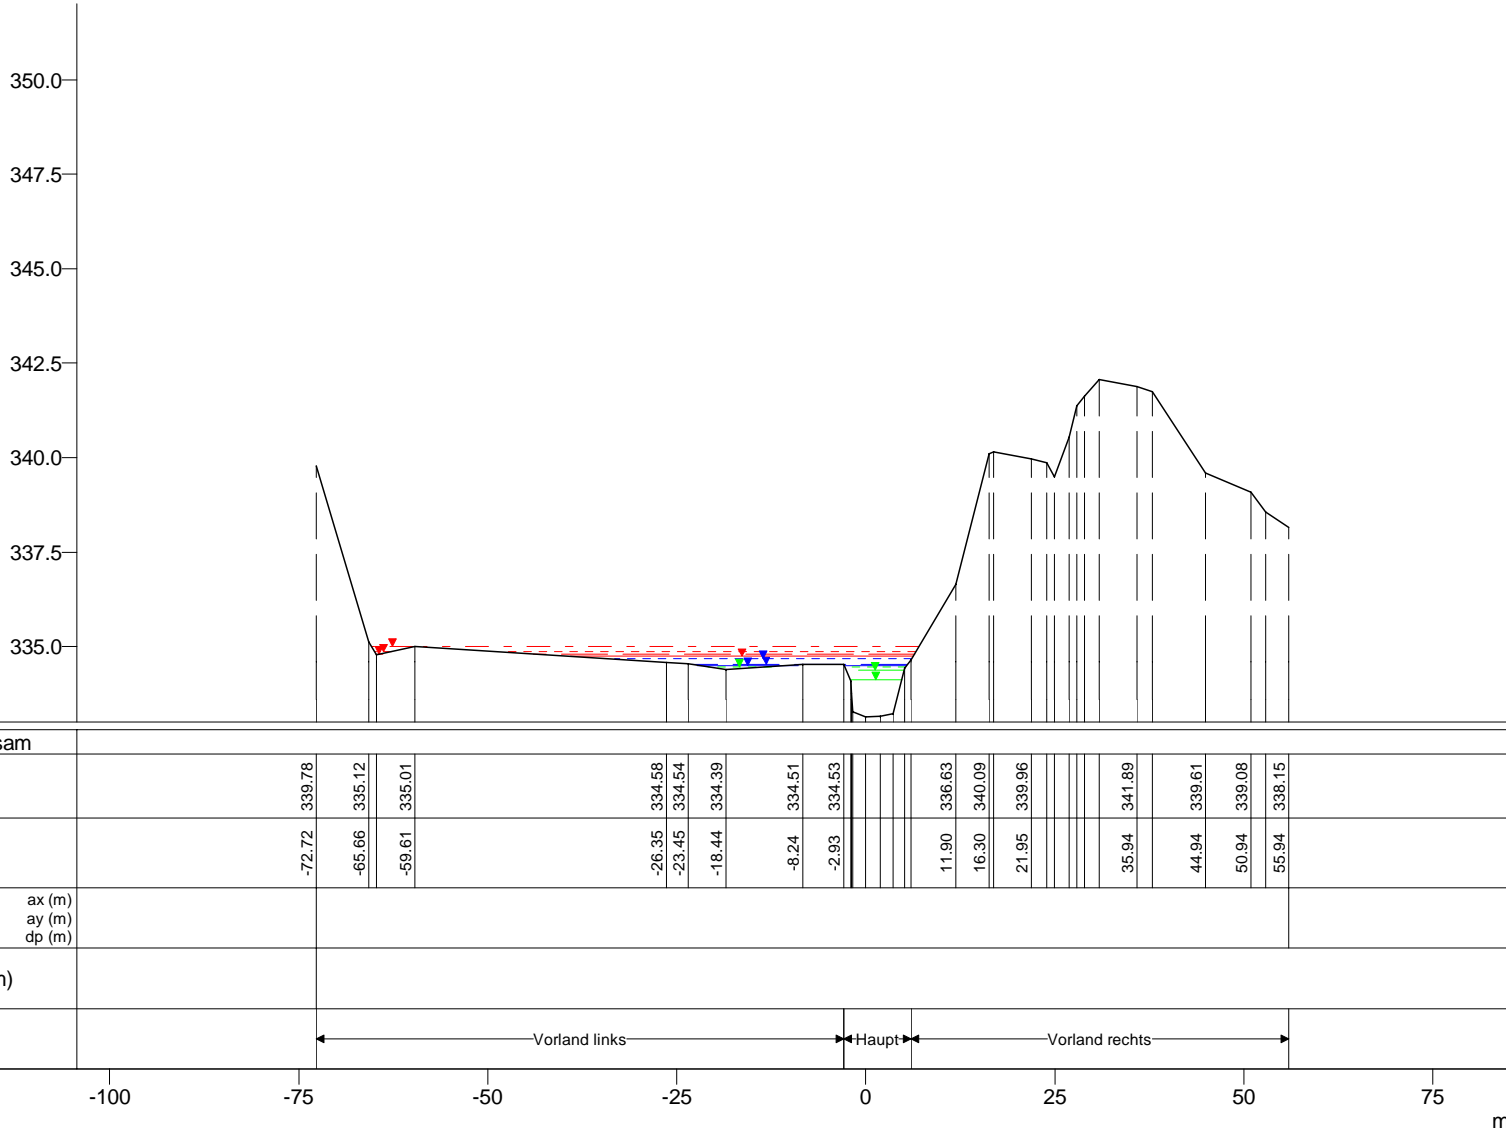 350.0
347.5
345.0
342.5
340.0
337.5
335.0
sam
339.78 335.12 335.01 334.58 334.54 334.39 334.51 334.53 336.63 340.09 339.96 341.89 339.61 339.08 338.15
-72.72 -65.66 -59.61 -26.35 -23.45 -18.44 -8.24 -2.93 11.90 16.30 21.95 35.94 44.94 50.94 55.94
ax (m)
ay (m)
dp (m)
)
Vorland links Haupt Vorland rechts
-100 -75 -50 -25 0 25 50 75
m